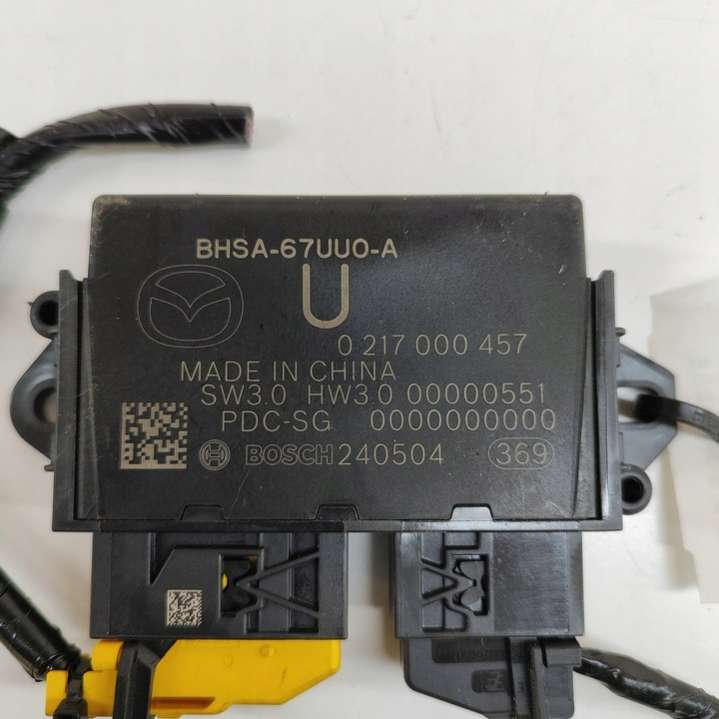 BHSA-67UU0-A
U
0 217 000 457
MADE IN CHINA
SW3.0 HW3.0 00000551
PDC-SG 0000000000
BOSCH 240504 369